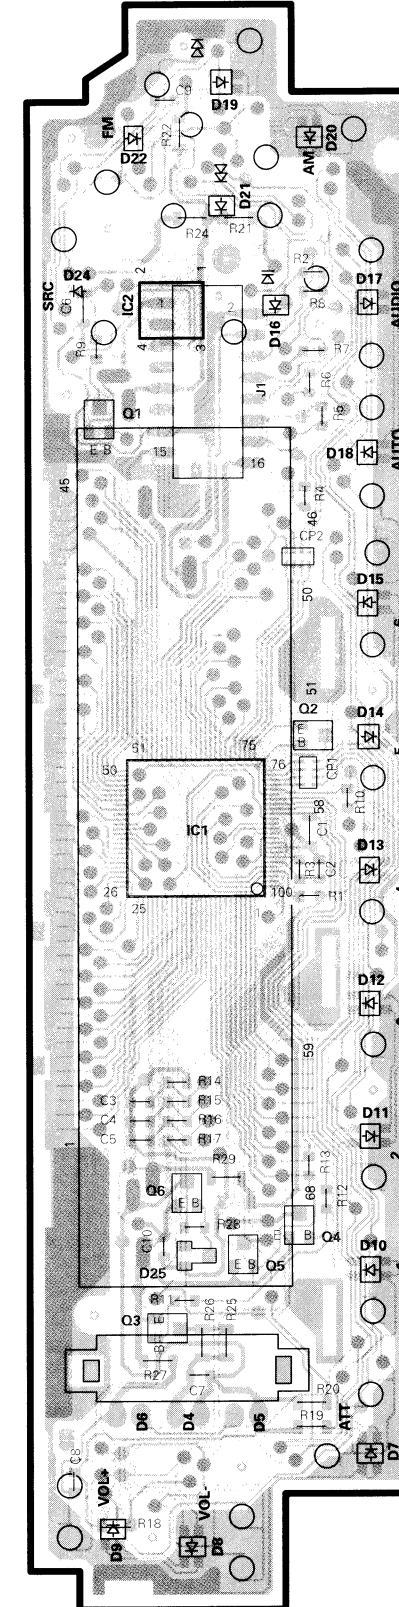 C9
D19
FM
R22
D22
AM
D20
D21
R24
R21
SRC
D24
C6
2
1
R2
D17
IC2
1
2
D16
R8
AUDIO
R9
4
3
R7
J1
R6
Q1
E B
15
16
D18
AUTO
45
R4
46
CP2
50
D15
51
Q2
D14
75
50
76
CP1
R10
58
IC1
C1
D13
R3
C2
26
100
R1
25
D12
59
R14
C3
R15
D11
C4
R16
C5
R17
1
2
R29
R13
Q6
E B
68
R12
R28
Q4
C10
D25
Q5
E B
D10
Q3
R26
R25
R27
C7
R20
R19
D6
D4
D5
ATT
D7
C8
VOL+
VOL-
R18
D9
D8